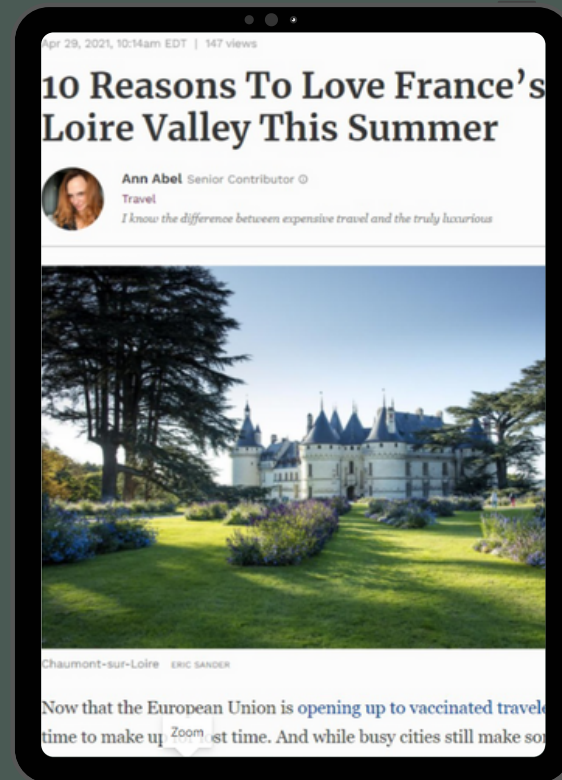 Apr 29, 2021, 10:14am EDT | 147 views
10 Reasons To Love France’s
Loire Valley This Summer
Ann Abel Senior Contributor
Travel
I know the difference between expensive travel and the truly luxurious
Chaumont-sur-Loire ERIC SANDER
Now that the European Union is opening up to vaccinated travele
time to make up lost time. And while busy cities still make so
Zoom